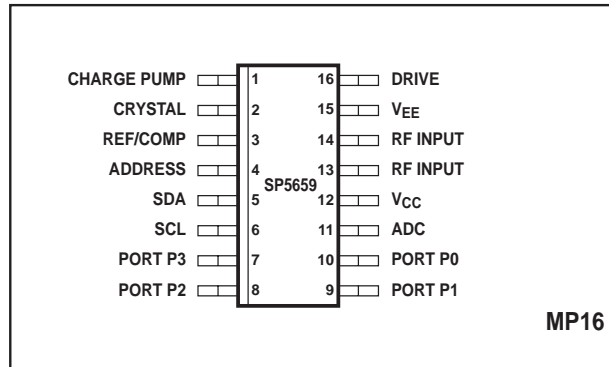 CHARGE PUMP 1 16 DRIVE
CRYSTAL 2 15 VEE
REF/COMP 3 14 RF INPUT
ADDRESS 4 13 RF INPUT
SP5659
SDA 5 12 VCC
SCL 6 11 ADC
PORT P3 7 10 PORT P0
PORT P2 8 9 PORT P1
MP16